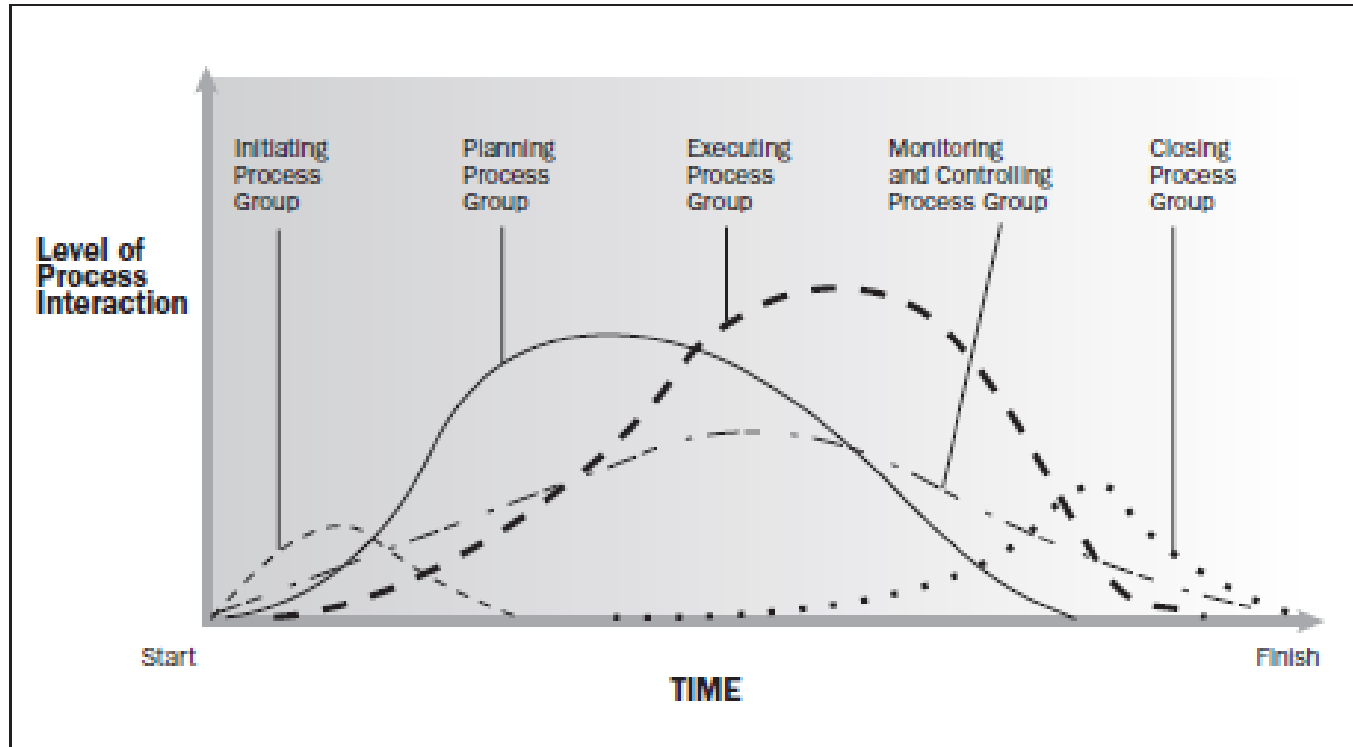 Initiating
Process
Group
Planning
Process
Group
Executing
Process
Group
Monitoring
and Controlling
Process Group
Closing
Process
Group
Level of
Process
Interaction
Start
Finish
TIME